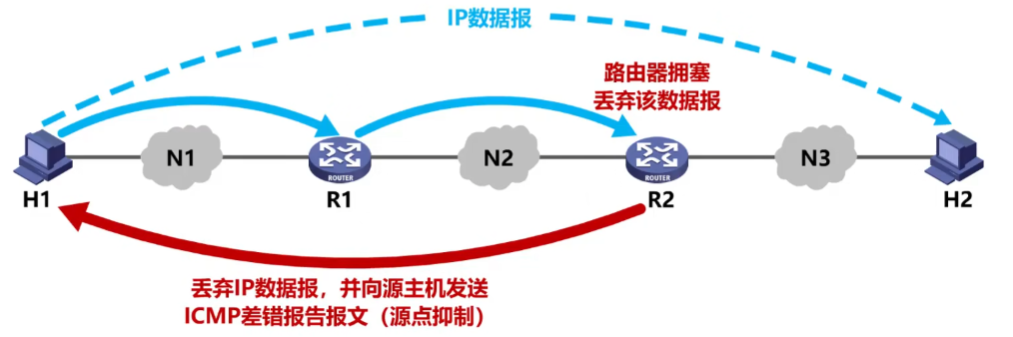 IP数据报
路由器拥塞
丢弃该数据报
N1
N2
N3
ROUTER
ROUTER
H1
R1
R2
H2
丢弃IP数据报，并向源主机发送
ICMP差错报告报文（源点抑制）